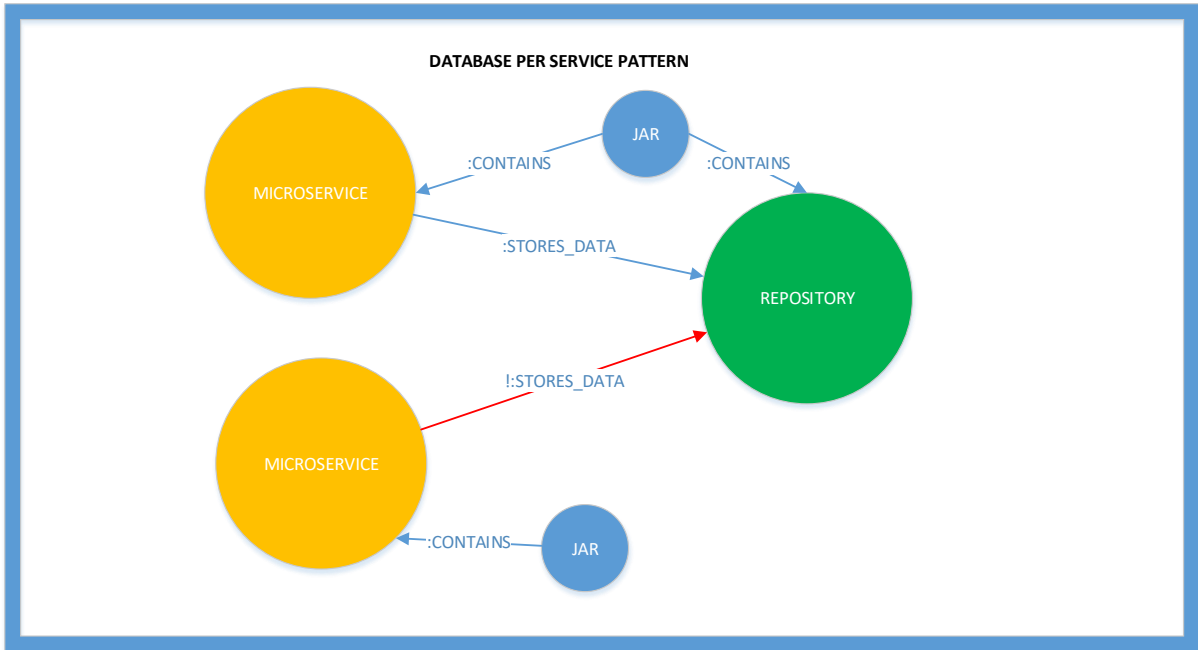 DATABASE PER SERVICE PATTERN
JAR
:CONTAINS
:CONTAINS
MICROSERVICE
:STORES_DATA
REPOSITORY
!:STORES_DATA
MICROSERVICE
:CONTAINS
JAR